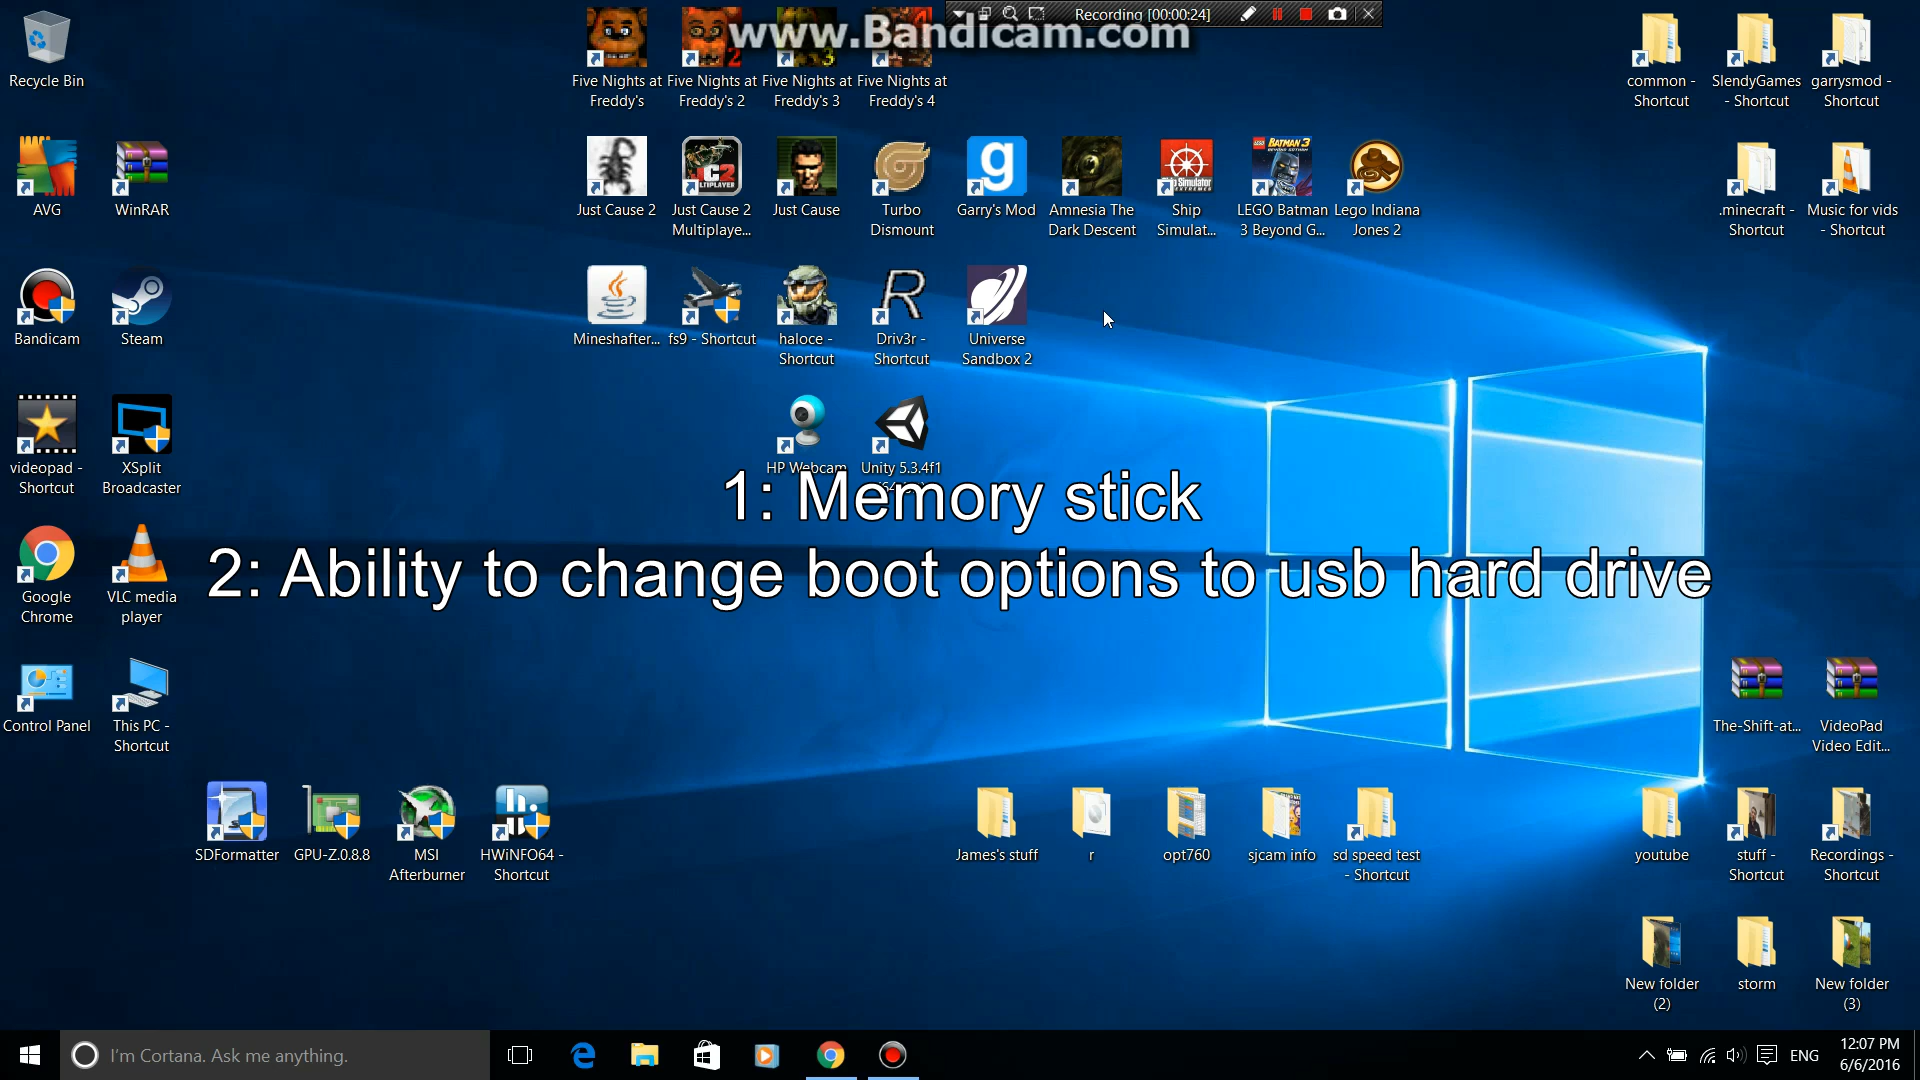 Recording [00:00:24]
www.Bandicam.com
Recycle Bin
Five Nights at Freddy's
Five Nights at Freddy's 2
Five Nights at Freddy's 3
Five Nights at Freddy's 4
common - Shortcut
SlendyGames - Shortcut
garrysmod - Shortcut
AVG
WinRAR
Just Cause 2
Just Cause 2 Multiplaye...
Just Cause
Turbo Dismount
Garry's Mod
Amnesia The Dark Descent
Ship Simulat...
LEGO Batman 3 Beyond G...
Lego Indiana Jones 2
.minecraft - Shortcut
Music for vids - Shortcut
Bandicam
Steam
Mineshafter...
fs9 - Shortcut
haloce - Shortcut
Driv3r - Shortcut
Universe Sandbox 2
videopad - Shortcut
XSplit Broadcaster
HP Webcam
Unity 5.3.4f1
1: Memory stick
2: Ability to change boot options to usb hard drive
Google Chrome
VLC media player
Control Panel
This PC - Shortcut
The-Shift-at...
VideoPad Video Edit...
SDFormatter
GPU-Z.0.8.8
MSI Afterburner
HWiNFO64 - Shortcut
James's stuff
r
opt760
sjcam info
sd speed test - Shortcut
youtube
stuff - Shortcut
Recordings - Shortcut
New folder (2)
storm
New folder (3)
I'm Cortana. Ask me anything.
ENG
12:07 PM
6/6/2016